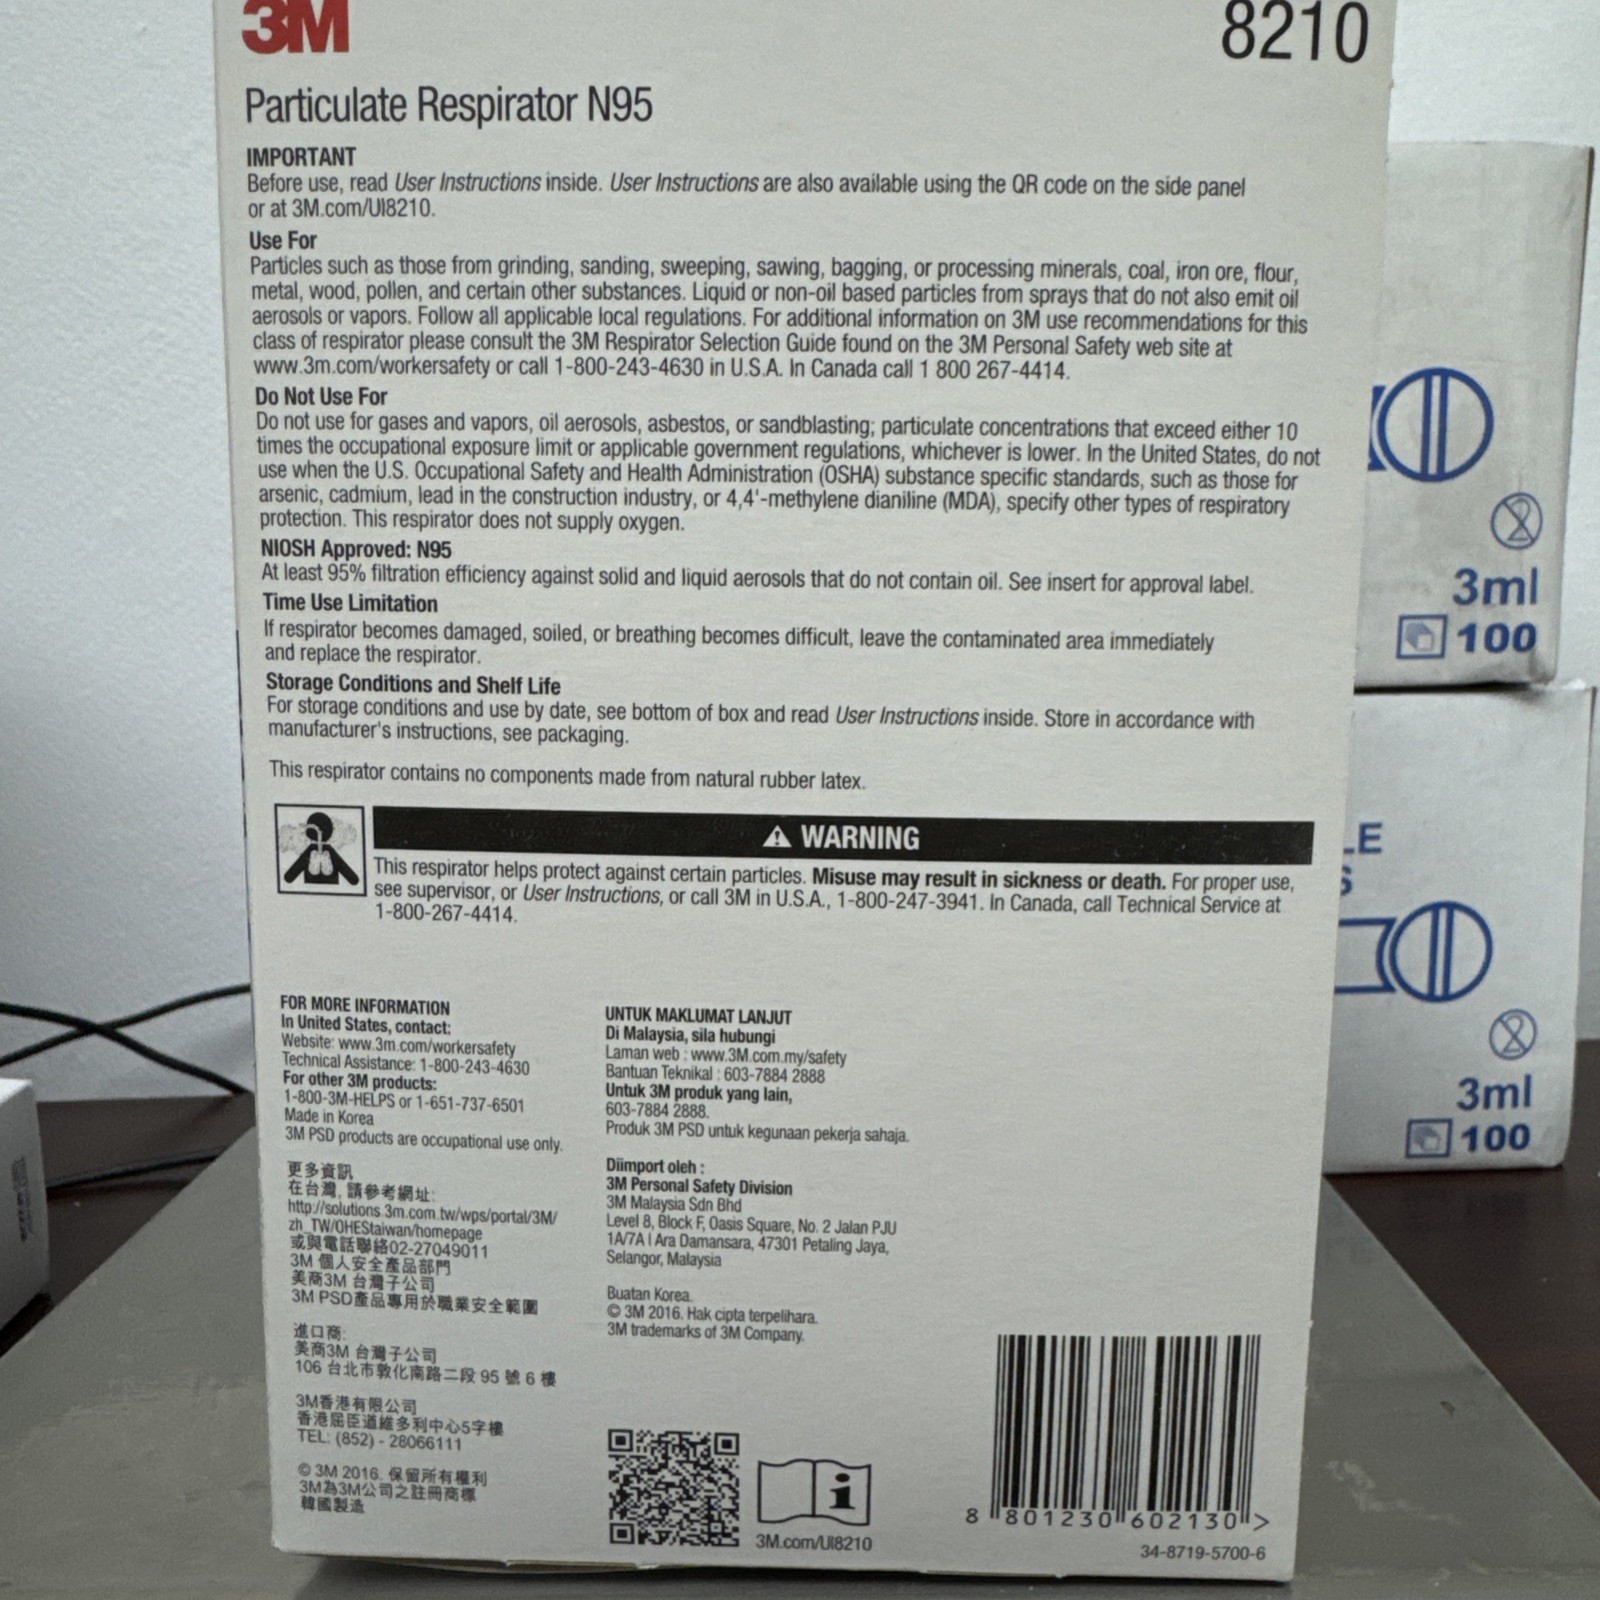 3M
8210
Particulate Respirator N95
IMPORTANT
Before use, read User Instructions inside. User Instructions are also available using the QR code on the side panel
or at 3M.com/UI8210.
Use For
Particles such as those from grinding, sanding, sweeping, sawing, bagging, or processing minerals, coal, iron ore, flour,
metal, wood, pollen, and certain other substances. Liquid or non-oil based particles from sprays that do not also emit oil
aerosols or vapors. Follow all applicable local regulations. For additional information on 3M use recommendations for this
class of respirator please consult the 3M Respirator Selection Guide found on the 3M Personal Safety web site at
www.3m.com/workersafety or call 1-800-243-4630 in U.S.A. In Canada call 1 800 267-4414.
Do Not Use For
Do not use for gases and vapors, oil aerosols, asbestos, or sandblasting; particulate concentrations that exceed either 10
times the occupational exposure limit or applicable government regulations, whichever is lower. In the United States, do not
use when the U.S. Occupational Safety and Health Administration (OSHA) substance specific standards, such as those for
arsenic, cadmium, lead in the construction industry, or 4,4'-methylene dianiline (MDA), specify other types of respiratory
protection. This respirator does not supply oxygen.
NIOSH Approved: N95
At least 95% filtration efficiency against solid and liquid aerosols that do not contain oil. See insert for approval label.
Time Use Limitation
If respirator becomes damaged, soiled, or breathing becomes difficult, leave the contaminated area immediately
and replace the respirator.
Storage Conditions and Shelf Life
For storage conditions and use by date, see bottom of box and read User Instructions inside. Store in accordance with
manufacturer's instructions, see packaging.
This respirator contains no components made from natural rubber latex.
⚠ WARNING
This respirator helps protect against certain particles. Misuse may result in sickness or death. For proper use,
see supervisor, or User Instructions, or call 3M in U.S.A., 1-800-247-3941. In Canada, call Technical Service at
1-800-267-4414.
FOR MORE INFORMATION
In United States, contact:
Website: www.3m.com/workersafety
Technical Assistance: 1-800-243-4630
For other 3M products:
1-800-3M-HELPS or 1-651-737-6501
Made in Korea
3M PSD products are occupational use only.
更多資訊
在台灣, 請參考網址:
http://solutions.3m.com.tw/wps/portal/3M/
zh_TW/OHEStaiwan/homepage
或與電話聯絡02-27049011
3M 個人安全產品部門
美商3M 台灣子公司
3M PSD產品專用於職業安全範圍
進口商:
美商3M 台灣子公司
106 台北市敦化南路二段 95 號 6 樓
3M香港有限公司
香港屈臣道維多利中心5字樓
TEL: (852) - 28066111
© 3M 2016. 保留所有權利
3M為3M公司之註冊商標
韓國製造
UNTUK MAKLUMAT LANJUT
Di Malaysia, sila hubungi
Laman web : www.3M.com.my/safety
Bantuan Teknikal : 603-7884 2888
Untuk 3M produk yang lain,
603-7884 2888.
Produk 3M PSD untuk kegunaan pekerja sahaja.
Diimport oleh :
3M Personal Safety Division
3M Malaysia Sdn Bhd
Level 8, Block F, Oasis Square, No. 2 Jalan PJU
1A/7A | Ara Damansara, 47301 Petaling Jaya,
Selangor, Malaysia
Buatan Korea.
© 3M 2016. Hak cipta terpelihara.
3M trademarks of 3M Company.
3M.com/UI8210
8 801230 602130 >
34-8719-5700-6
2
3ml
100
LE
S
2
3ml
100